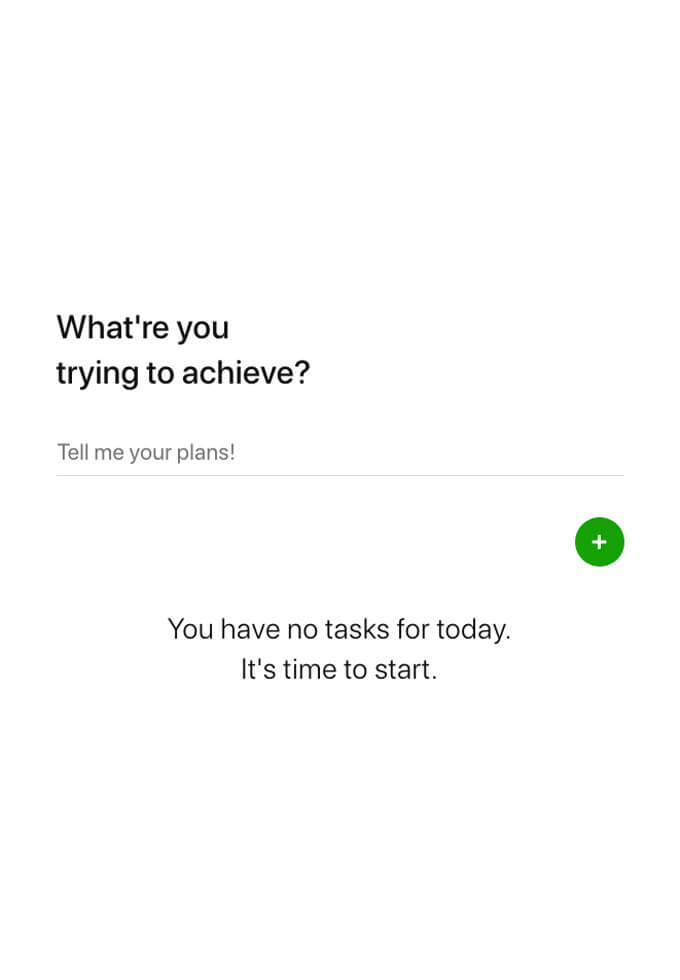 What're you
trying to achieve?
Tell me your plans!
+
You have no tasks for today.
It's time to start.